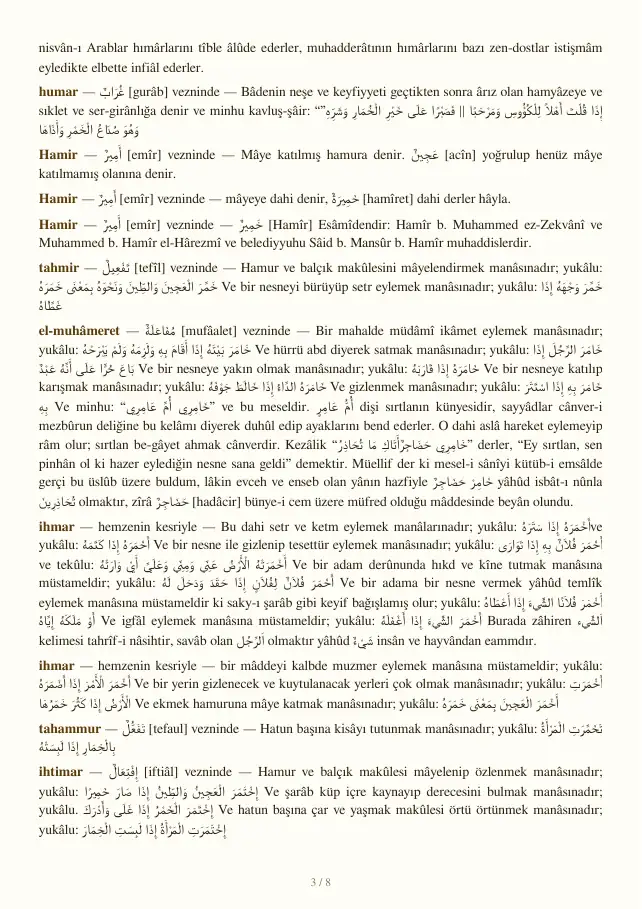 nisvân-ı Arablar hımârlarını tîble âlûde ederler, muhadderâtının hımârlarını bazı zen-dostlar istişmâm
eyledikte elbette infiâl ederler.
humar — غُرَابٌ [gurâb] vezninde — Bâdenin neşe ve keyfiyyeti geçtikten sonra ârız olan hamyâzeye ve
sıklet ve ser-girânlığa denir ve minhu kavluş-şâir: “”إِذَا قُلْتَ أَهْلاً لِلْكُؤُوسِ وَمَرْحَبًا || فَصَبْرًا عَلَى خَيْرِ الْخُمَارِ وَشَرِّهِ
وَهُوَ صُدَاعُ الْخَمْرِ وَأَذَاهَا
Hamir — أَمِيرٌ [emîr] vezninde — Mâye katılmış hamura denir. عَجِينٌ [acîn] yoğrulup henüz mâye
katılmamış olanına denir.
Hamir — أَمِيرٌ [emîr] vezninde — mâyeye dahi denir, خَمِيرَةٌ [hamîret] dahi derler hâyla.
Hamir — أَمِيرٌ [emîr] vezninde — خَمِيرٌ [Hamîr] Esâmîdendir: Hamîr b. Muhammed ez-Zekvânî ve
Muhammed b. Hamîr el-Hârezmî ve belediyyuhu Sâid b. Mansûr b. Hamîr muhaddislerdir.
tahmir — تَفْعِيلٌ [tefîl] vezninde — Hamur ve balçık makûlesini mâyelendirmek manâsınadır; yukâlu:
خَمَّرَ الْعَجِينَ وَالطِّينَ وَنَحْوَهُ بِمَعْنَى خَمَرَهُ Ve bir nesneyi bürüyüp setr eylemek manâsınadır; yukâlu: خَمَّرَ وَجْهَهُ إِذَا
غَطَّاهُ
el-muhâmeret — مُفَاعَلَةٌ [mufâalet] vezninde — Bir mahalde müdâmî ikâmet eylemek manâsınadır;
yukâlu: خَامَرَ بَيْتَهُ إِذَا أَقَامَ بِهِ وَلَزِمَهُ وَلَمْ يَبْرَحْهُ Ve hürrü abd diyerek satmak manâsınadır; yukâlu: خَامَرَ الرَّجُلَ إِذَا
بَاعَ حُرًّا عَلَى أَنَّهُ عَبْدٌ Ve bir nesneye yakın olmak manâsınadır; yukâlu: خَامَرَهُ إِذَا قَارَبَهُ Ve bir nesneye katılıp
karışmak manâsınadır; yukâlu: خَامَرَهُ الدَّاءُ إِذَا خَالَطَ جَوْفَهُ Ve gizlenmek manâsınadır; yukâlu: خَامَرَ بِهِ إِذَا اسْتَتَرَ
بِهِ Ve minhu: “خَامِرِي أُمَّ عَامِرٍ” ve bu meseldir. أُمُّ عَامِرٍ dişi sırtlanın künyesidir, sayyâdlar cânver-i
mezbûrun deliğine bu kelâmı diyerek duhûl edip ayaklarını bend ederler. O dahi aslâ hareket eylemeyip
râm olur; sırtlan be-gâyet ahmak cânverdir. Kezâlik “خَامِرِي حَضَاجِرُأَتَاكِ مَا تُحَاذِرُ” derler, “Ey sırtlan, sen
pinhân ol ki hazer eylediğin nesne sana geldi” demektir. Müellif der ki mesel-i sânîyi kütüb-i emsâlde
gerçi bu üslûb üzere buldum, lâkin evceh ve enseb olan yânın hazfiyle خَامِرْ حَضَاجِرُ yâhûd isbât-ı nûnla
تُحَاذِرِينَ olmaktır, zîrâ حَضَاجِرُ [hadâcir] bünye-i cem üzere müfred olduğu mâddesinde beyân olundu.
ihmar — hemzenin kesriyle — Bu dahi setr ve ketm eylemek manâlarınadır; yukâlu: أَخْمَرَهُ إِذَا سَتَرَهُve
yukâlu: أَخْمَرَهُ إِذَا كَتَمَهُ Ve bir nesne ile gizlenip tesettür eylemek manâsınadır; yukâlu: أَخْمَرَ فُلاَنٌ بِهِ إِذَا تَوَارَى
ve tekûlu: أَخْمَرَتْهُ الْأَرْضُ عَنِّي وَمِنِّي وَعَلَيَّ أَيْ وَارَتْهُ Ve bir adam derûnunda hıkd ve kîne tutmak manâsına
müstameldir; yukâlu: أَخْمَرَ فُلاَنٌ لِفُلاَنٍ إِذَا حَقَدَ وَذَحَلَ لَهُ Ve bir adama bir nesne vermek yâhûd temlîk
eylemek manâsına müstameldir ki saky-ı şarâb gibi keyif bağışlamış olur; yukâlu: أَخْمَرَ فُلاَنًا الشَّيْءَ إِذَا أَعْطَاهُ
أَوْ مَلَّكَهُ إِيَّاهُ Ve igfâl eylemek manâsına müstameldir; yukâlu: أَخْمَرَ الشَّيْءَ إِذَا أَغْفَلَهُ Burada zâhiren اَلشَّيْء
kelimesi tahrîf-i nâsihtir, savâb olan اَلرَّجُل olmaktır yâhûd شَيْءٌ insân ve hayvândan eammdır.
ihmar — hemzenin kesriyle — bir mâddeyi kalbde muzmer eylemek manâsına müstameldir; yukâlu:
أَخْمَرَ الْأَمْرَ إِذَا أَضْمَرَهُ Ve bir yerin gizlenecek ve kuytulanacak yerleri çok olmak manâsınadır; yukâlu: أَخْمَرَتِ
الْأَرْضُ إِذَا كَثُرَ خَمَرُهَا Ve ekmek hamuruna mâye katmak manâsınadır; yukâlu: أَخْمَرَ الْعَجِينَ بِمَعْنَى خَمَرَهُ
tahammur — تَفَعُّلٌ [tefaul] vezninde — Hatun başına kisâyı tutunmak manâsınadır; yukâlu: تَخَمَّرَتِ الْمَرْأَةُ
بِالْخِمَارِ إِذَا لَبِسَتْهُ
ihtimar — إِفْتِعَالٌ [iftiâl] vezninde — Hamur ve balçık makûlesi mâyelenip özlenmek manâsınadır;
yukâlu: إِخْتَمَرَ الْعَجِينُ وَالطِّينُ إِذَا صَارَ خَمِيرًا Ve şarâb küp içre kaynayıp derecesini bulmak manâsınadır;
yukâlu. إِخْتَمَرَ الْخَمْرُ إِذَا غَلَى وَأَدْرَكَ Ve hatun başına çar ve yaşmak makûlesi örtü örtünmek manâsınadır;
yukâlu: إِخْتَمَرَتِ الْمَرْأَةُ إِذَا لَبِسَتِ الْخِمَارَ
3 / 8